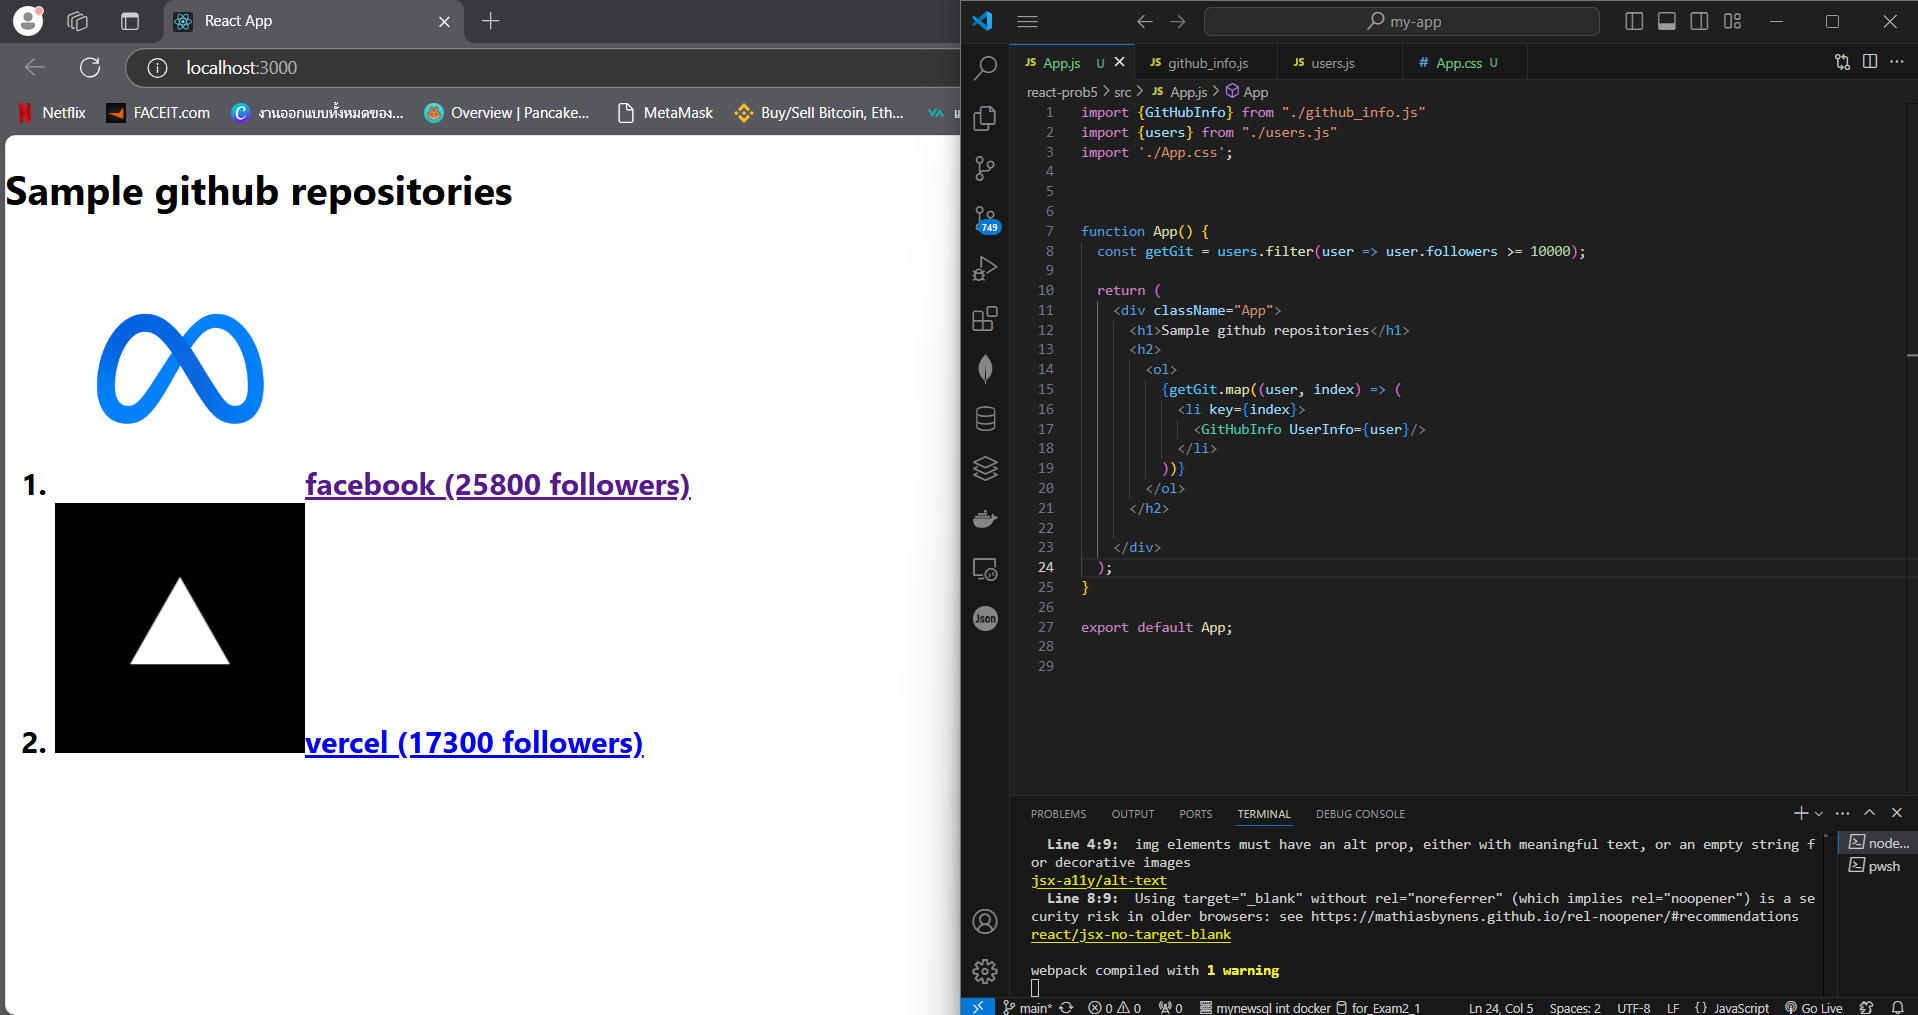 React App
localhost:3000
Netflix
FACEIT.com
งานออกแบบทั้งหมดของ...
Overview | Pancake...
MetaMask
Buy/Sell Bitcoin, Eth...
Sample github repositories
1. facebook (25800 followers)
2. vercel (17300 followers)
my-app
JS App.js U
JS github_info.js
JS users.js
# App.css U
react-prob5 > src > JS App.js > App
1 import {GitHubInfo} from "./github_info.js"
2 import {users} from "./users.js"
3 import './App.css';
4
5
6
7 function App() {
8 const getGit = users.filter(user => user.followers >= 10000);
9
10 return (
11 <div className="App">
12 <h1>Sample github repositories</h1>
13 <h2>
14 <ol>
15 {getGit.map((user, index) => (
16 <li key={index}>
17 <GitHubInfo UserInfo={user}/>
18 </li>
19 ))}
20 </ol>
21 </h2>
22
23 </div>
24 );
25 }
26
27 export default App;
28
29
749
Json
PROBLEMS OUTPUT PORTS TERMINAL DEBUG CONSOLE
Line 4:9: img elements must have an alt prop, either with meaningful text, or an empty string f
or decorative images
jsx-a11y/alt-text
Line 8:9: Using target="_blank" without rel="noreferrer" (which implies rel="noopener") is a se
curity risk in older browsers: see https://mathiasbynens.github.io/rel-noopener/#recommendations
react/jsx-no-target-blank
webpack compiled with 1 warning
node...
pwsh
main* 0 0 0 mynewsql int docker for_Exam2_1 Ln 24, Col 5 Spaces: 2 UTF-8 LF {} JavaScript Go Live